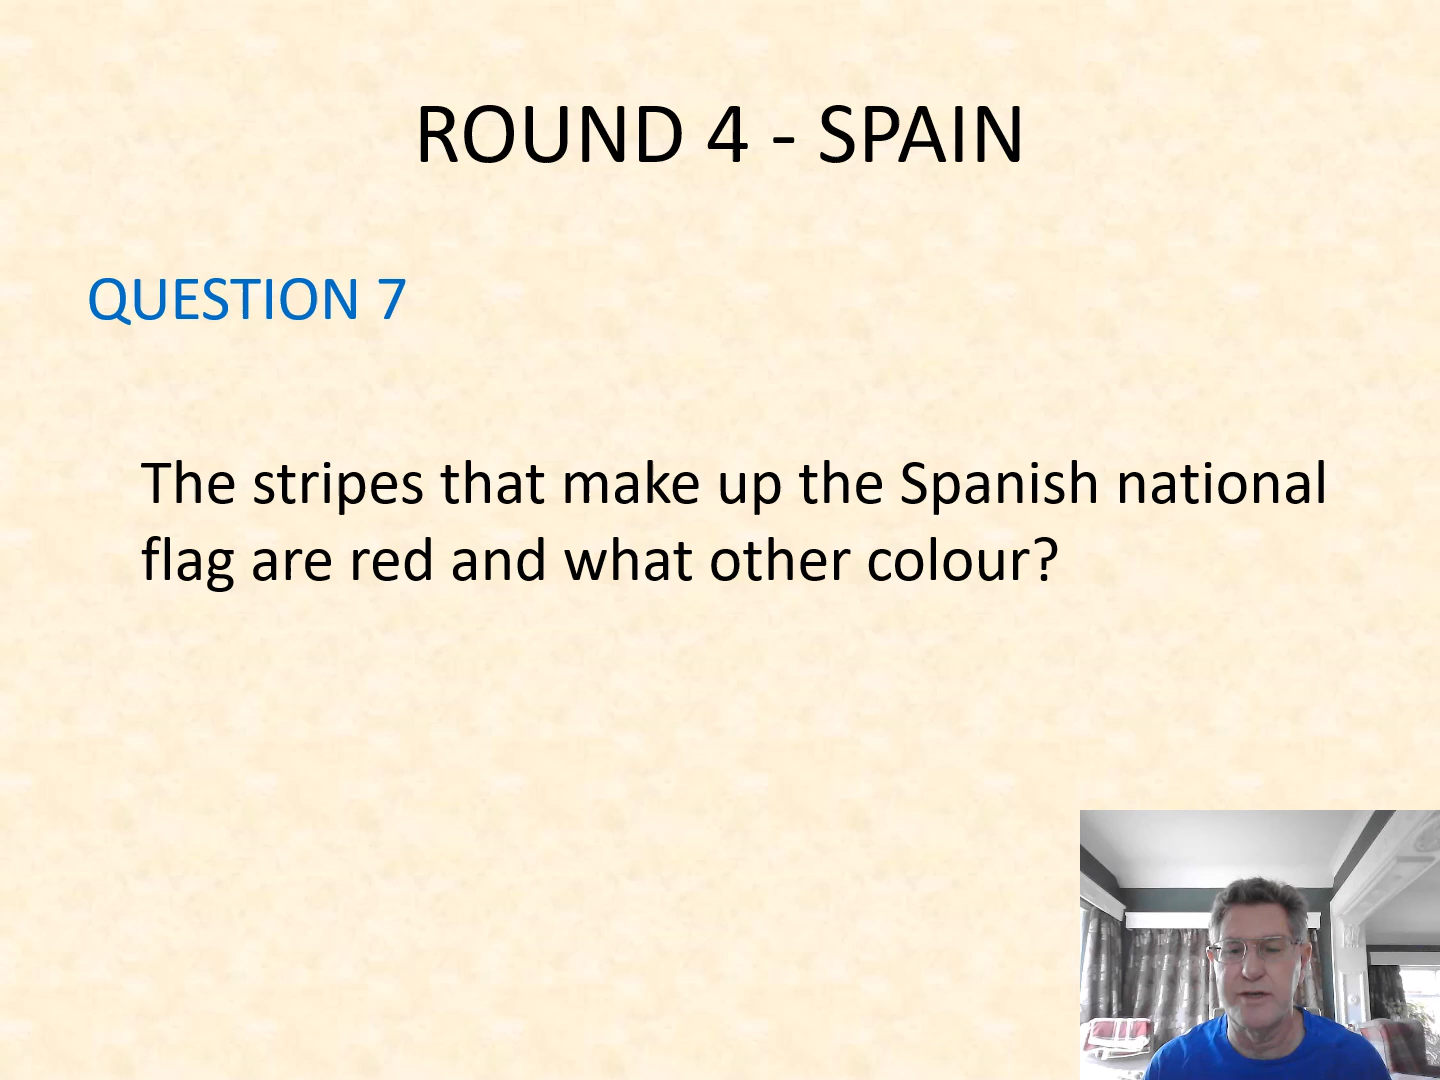 ROUND 4 - SPAIN
QUESTION 7
The stripes that make up the Spanish national
flag are red and what other colour?